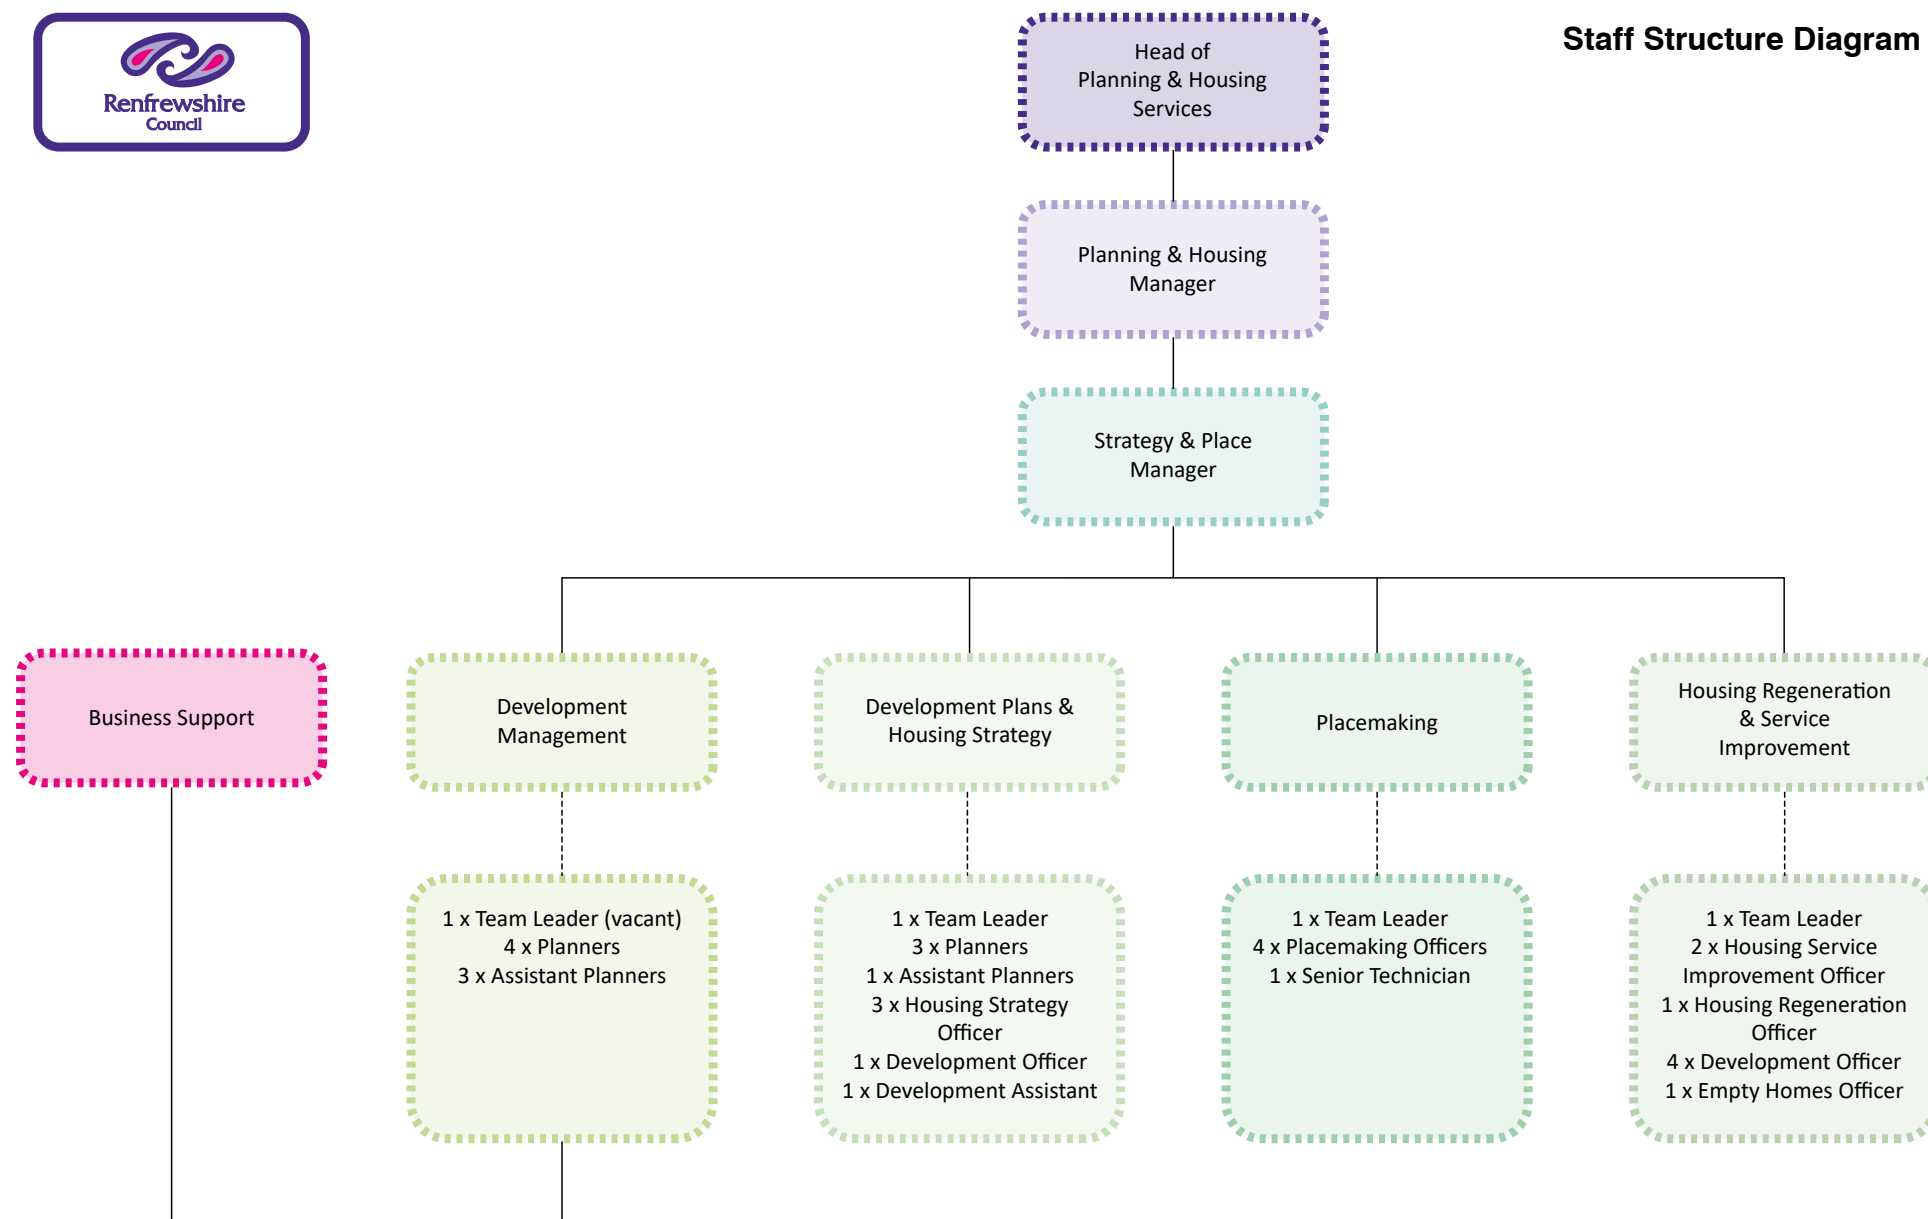 Renfrewshire
Council
Staff Structure Diagram
Head of
Planning & Housing
Services
Planning & Housing
Manager
Strategy & Place
Manager
Business Support
Development
Management
Development Plans &
Housing Strategy
Placemaking
Housing Regeneration
& Service
Improvement
1 x Team Leader (vacant)
4 x Planners
3 x Assistant Planners
1 x Team Leader
3 x Planners
1 x Assistant Planners
3 x Housing Strategy
Officer
1 x Development Officer
1 x Development Assistant
1 x Team Leader
4 x Placemaking Officers
1 x Senior Technician
1 x Team Leader
2 x Housing Service
Improvement Officer
1 x Housing Regeneration
Officer
4 x Development Officer
1 x Empty Homes Officer